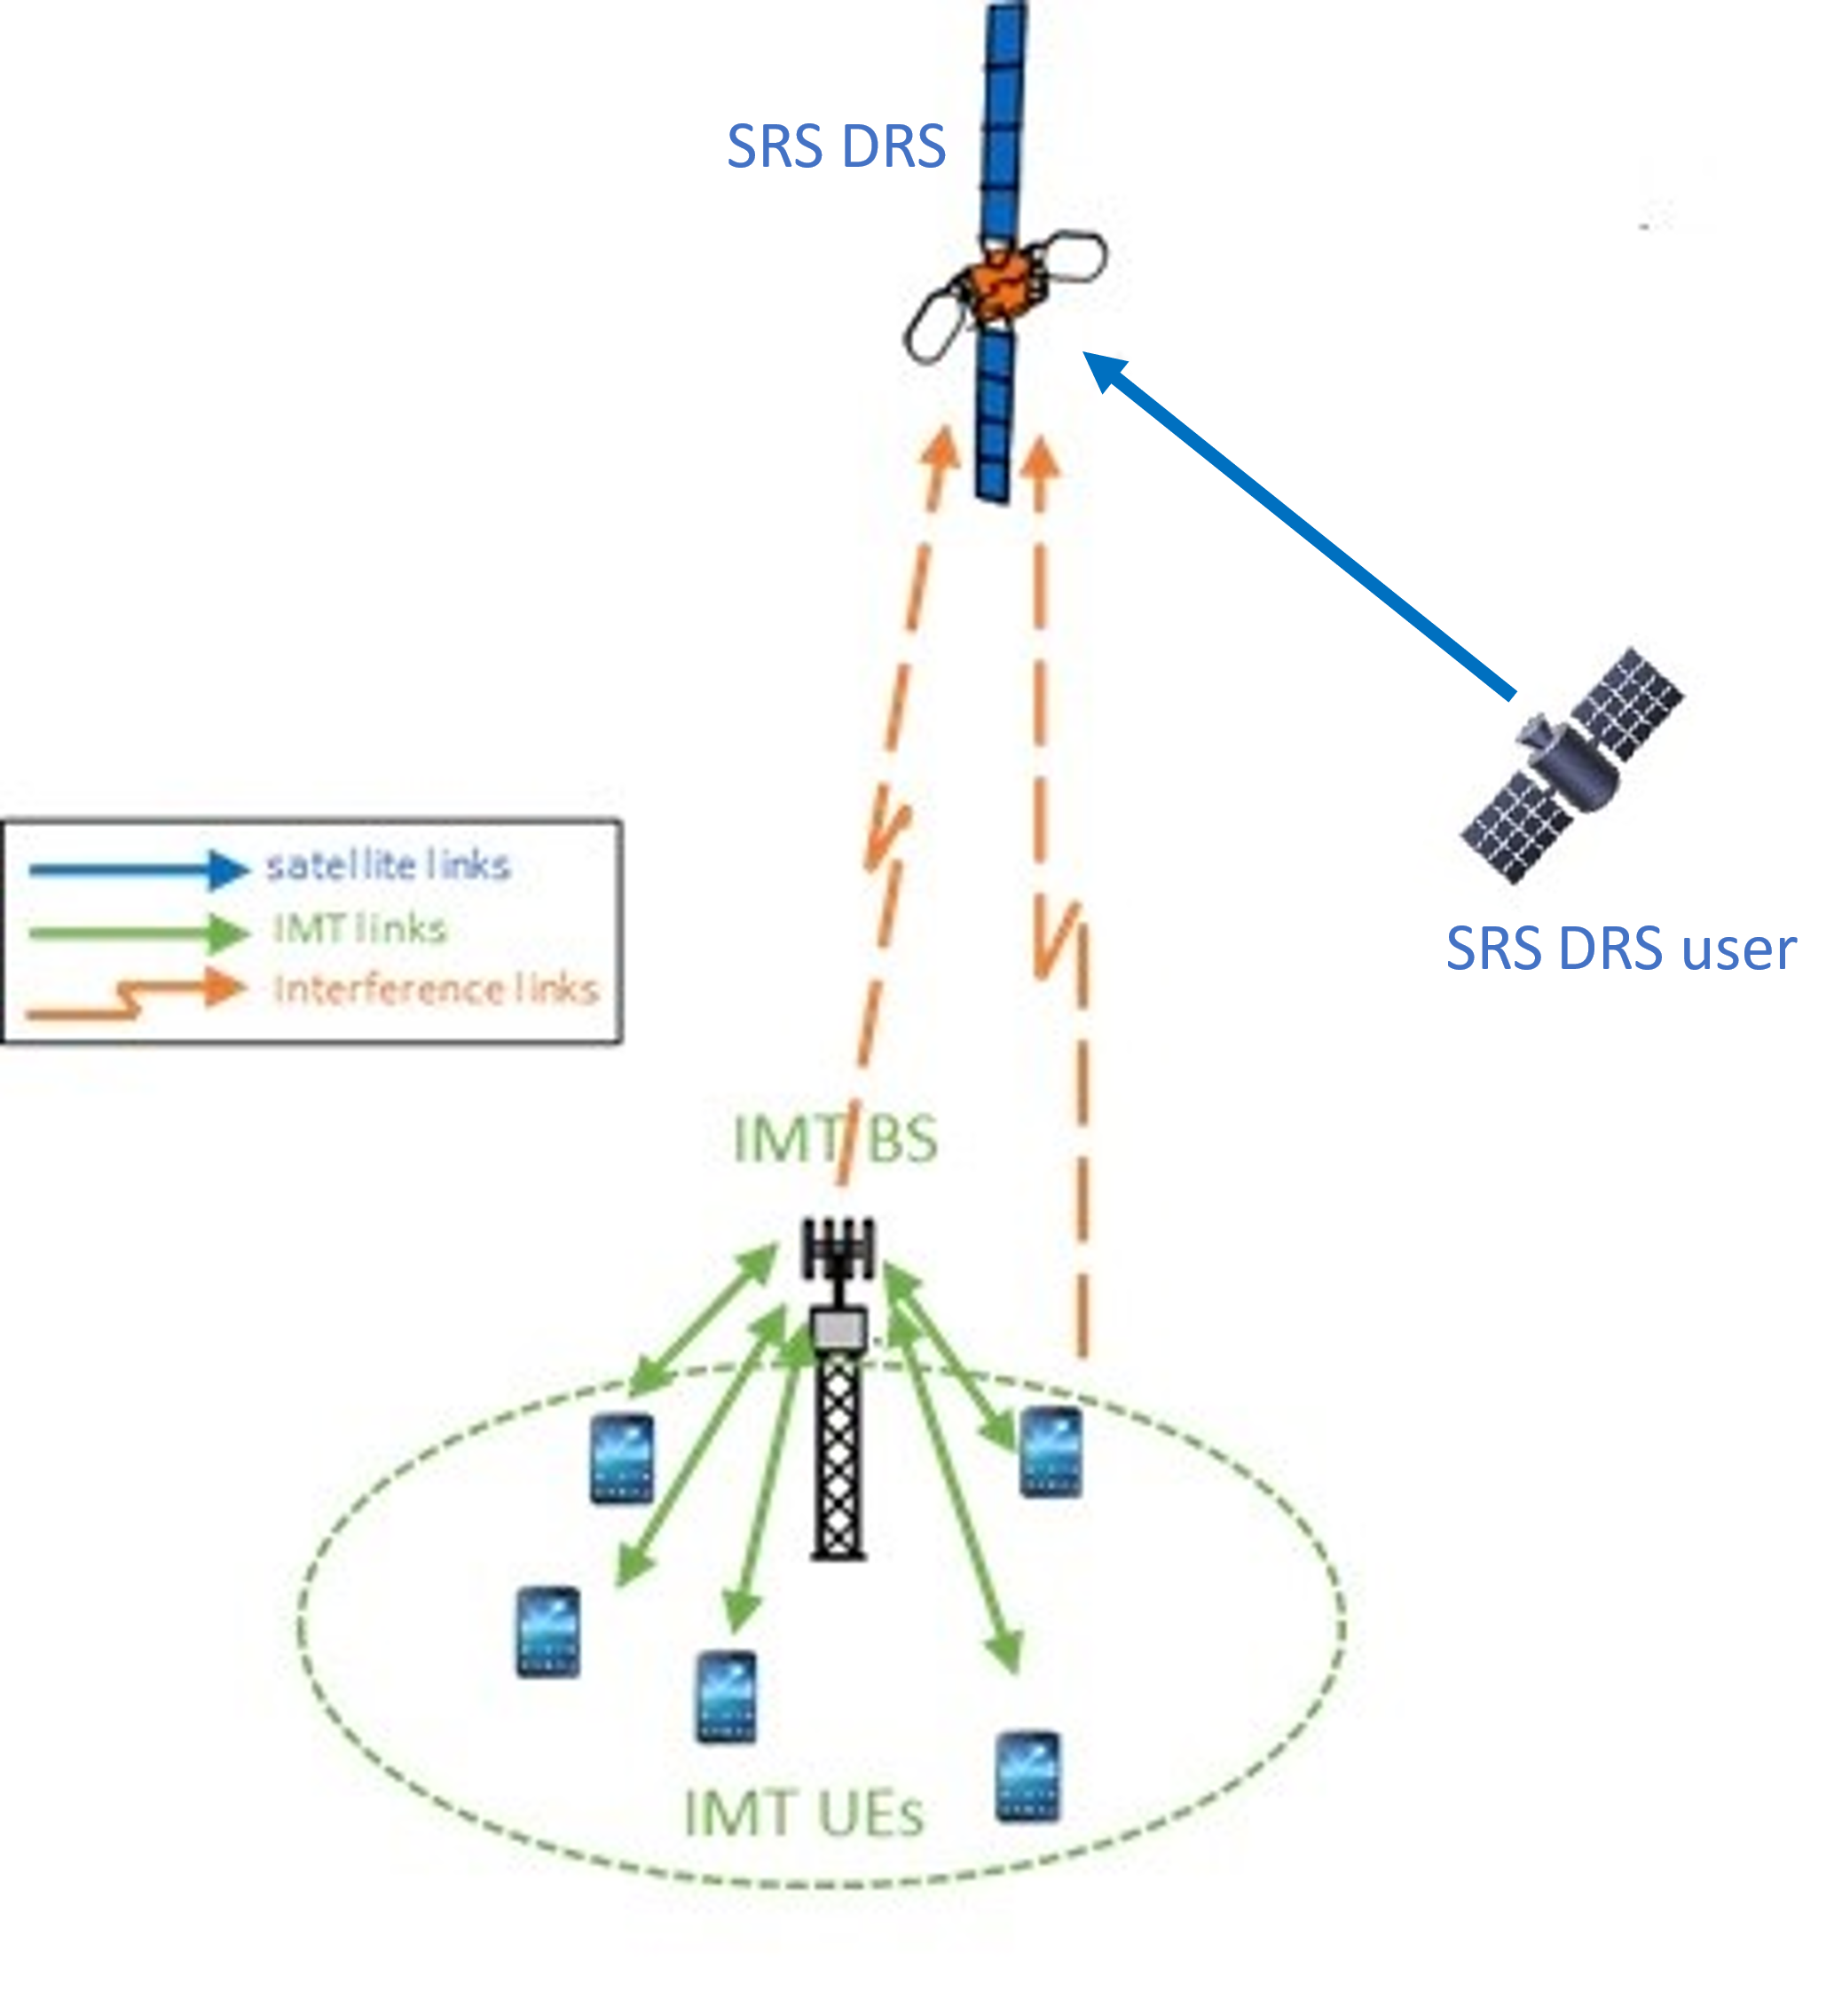 SRS DRS
satellite links
IMT links
Interference links
SRS DRS user
IMT BS
IMT UEs